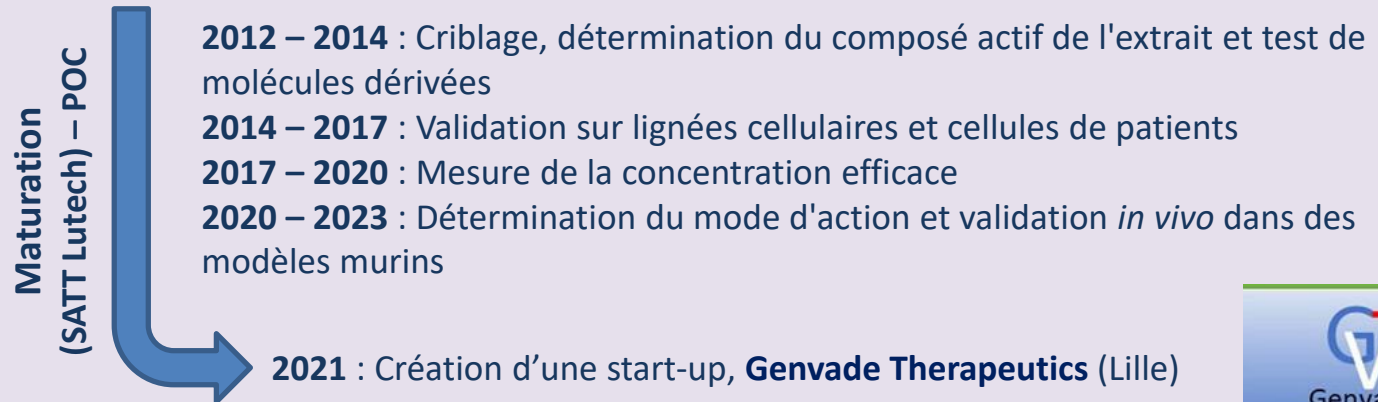 Maturation
(SATT Lutech) – POC
2012 – 2014 : Criblage, détermination du composé actif de l'extrait et test de
molécules dérivées
2014 – 2017 : Validation sur lignées cellulaires et cellules de patients
2017 – 2020 : Mesure de la concentration efficace
2020 – 2023 : Détermination du mode d'action et validation in vivo dans des
modèles murins
2021 : Création d’une start-up, Genvade Therapeutics (Lille)